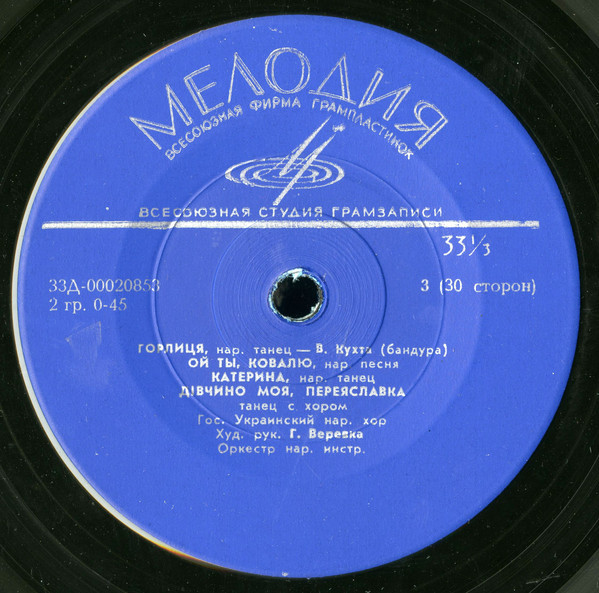 МЕЛОДИЯ
ВСЕСОЮЗНАЯ ФИРМА ГРАМПЛАСТИНОК
ВСЕСОЮЗНАЯ СТУДИЯ ГРАМЗАПИСИ
33⅓
33Д-00020853
3 (30 сторон)
2 гр. 0-45
ГОРЛИЦЯ, нар. танец — В. Кухта (бандура)
ОЙ ТЫ, КОВАЛЮ, нар. песня
КАТЕРИНА, нар. танец
ДІВЧИНО МОЯ, ПЕРЕЯСЛАВКА
танец с хором
Гос. Украинский нар. хор
Худ. рук. Г. Веревка
Оркестр нар. инстр.